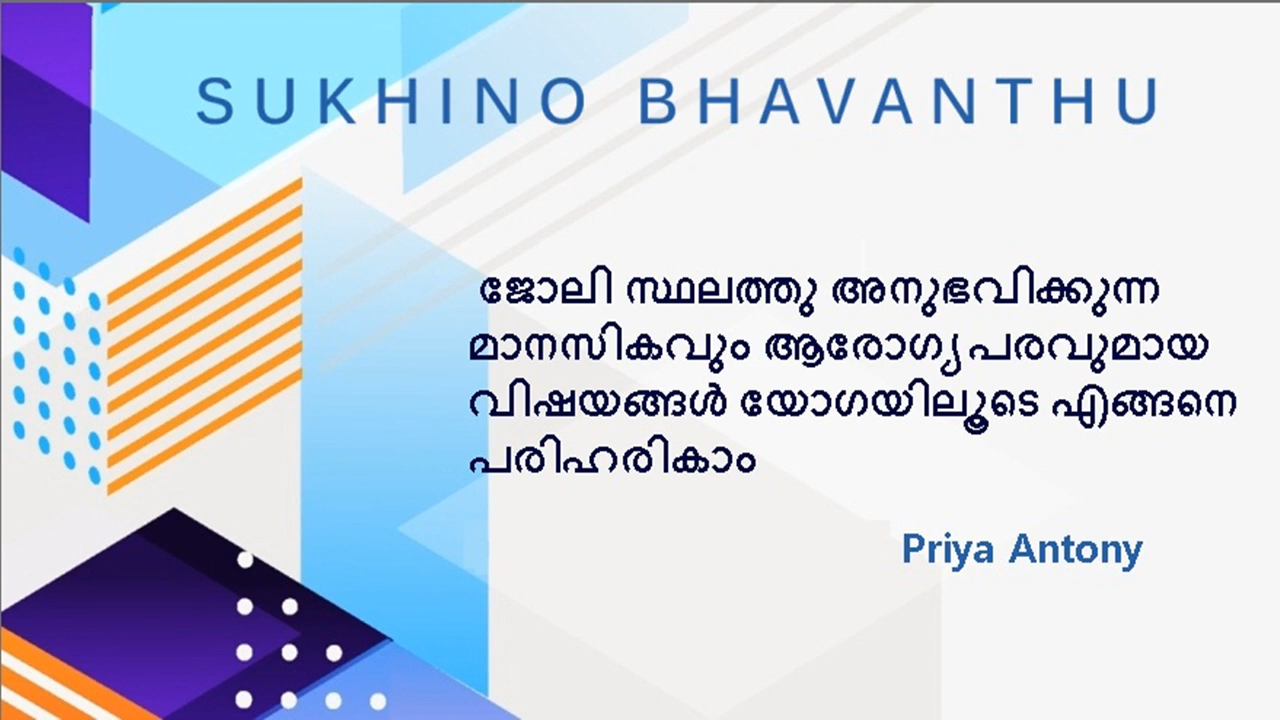 SUKHINO BHAVANTHU
ജോലി സ്ഥലത്തു അനുഭവിക്കുന്ന
മാനസികവും ആരോഗ്യപരവുമായ
വിഷയങ്ങൾ യോഗയിലൂടെ എങ്ങനെ
പരിഹരികാം
Priya Antony